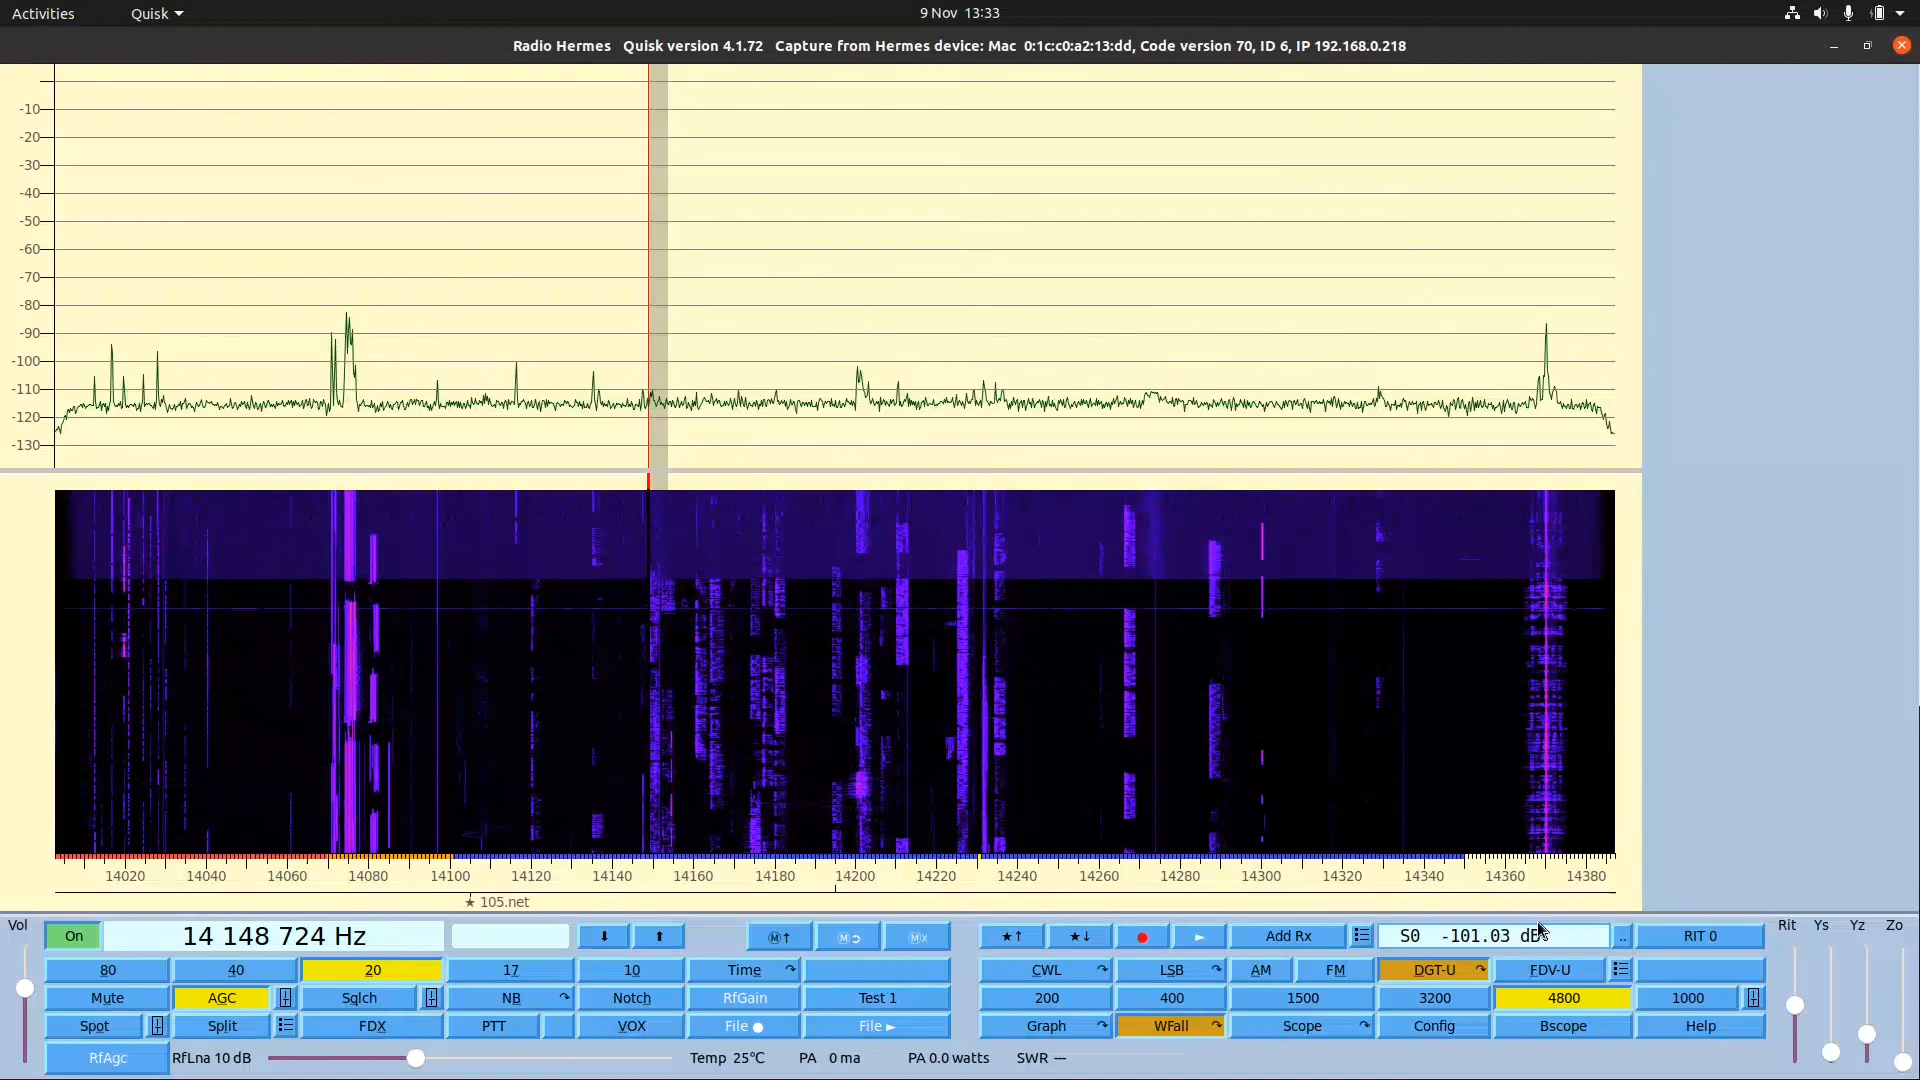 Activities Quisk 9 Nov 13:33
Radio Hermes Quisk version 4.1.72 Capture from Hermes device: Mac 0:1c:c0:a2:13:dd, Code version 70, ID 6, IP 192.168.0.218
-10
-20
-30
-40
-50
-60
-70
-80
-90
-100
-110
-120
-130
14020 14040 14060 14080 14100 14120 14140 14160 14180 14200 14220 14240 14260 14280 14300 14320 14340 14360 14380
★ 105.net
Vol Rit Ys Yz Zo
On 14 148 724 Hz ⬇ ⬆ M↑ M⊃ MX ★↑ ★↓ ● ► Add Rx S0 -101.03 dB .. RIT 0
80 40 20 17 10 Time CWL LSB AM FM DGT-U FDV-U
Mute AGC Sqlch NB Notch RfGain Test 1 200 400 1500 3200 4800 1000
Spot Split FDX PTT VOX File ● File ► Graph WFall Scope Config Bscope Help
RfAgc RfLna 10 dB Temp 25°C PA 0 ma PA 0.0 watts SWR ---